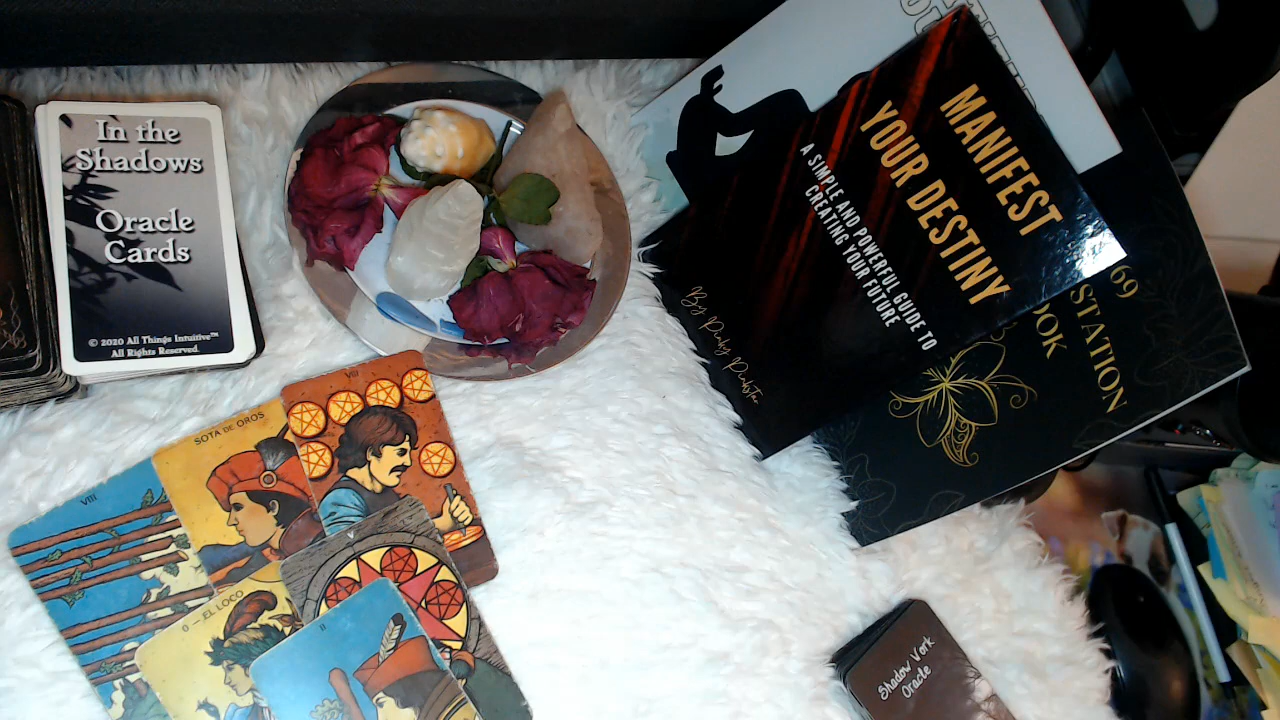 In the
Shadows
Oracle
Cards
© 2020 All Things Intuitive™
All Rights Reserved.
MANIFEST
YOUR DESTINY
A SIMPLE AND POWERFUL GUIDE TO
CREATING YOUR FUTURE
By Pinky
69
STATION
OOK
VIII
SOTA DE OROS
VIII
0 — EL LOCO
V
II
Shadow Work
Oracle